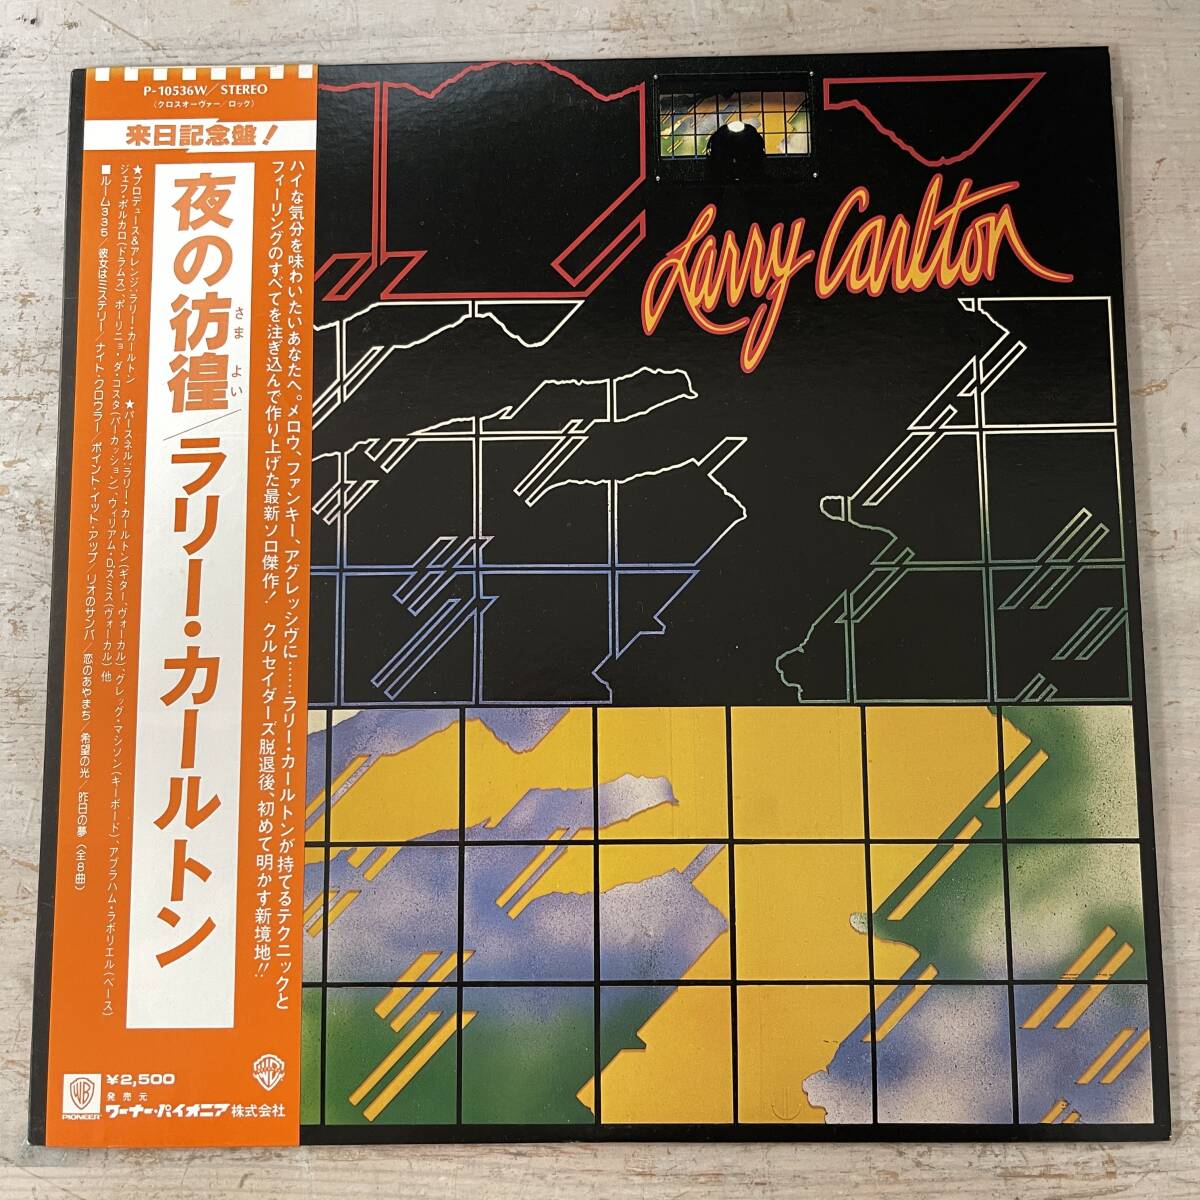 P-10536W/STEREO
(クロスオーヴァー/ロック)
来日記念盤!
ハイな気分を味わいたいあなたへ。メロウ、ファンキー、アグレッシヴに……ラリー・カールトンが持てるテクニックと
フィーリングのすべてを注ぎ込んで作り上げた最新ソロ傑作! クルセイダーズ脱退後、初めて明かす新境地!!
夜の彷徨/ラリー・カールトン
さま よい
★プロデュース&アレンジ:ラリー・カールトン ★パースネル:ラリー・カールトン(ギター、ヴォーカル)、グレッグ・マシソン(キーボード)、アブラハム・ラボリエル(ベース)
ジェフ・ポルカロ(ドラムス)、ポーリニョ・ダ・コスタ(パーカッション)、ウィリアム・D.スミス(ヴォーカル)他
■ルーム335/彼女はミステリー/ナイト・クロウラー/ポイント・イット・アップ/リオのサンバ/恋のあやまち/希望の光/昨日の夢(全8曲)
WB
PIONEER
¥2,500
発売元
ワーナー・パイオニア株式会社
Larry Carlton